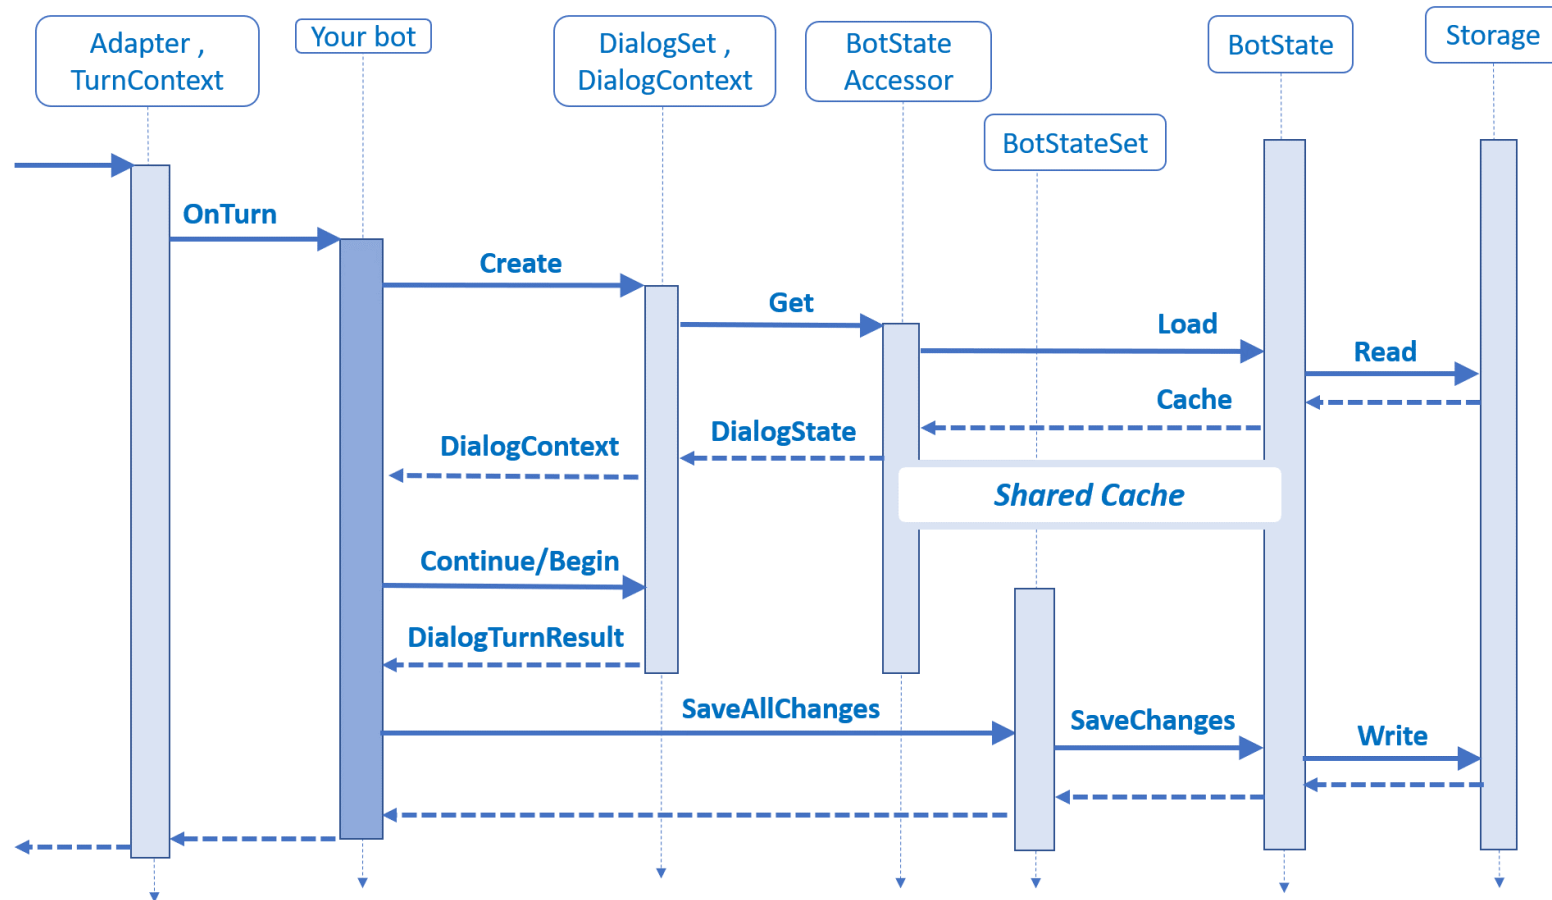 Adapter ,
TurnContext
Your bot
DialogSet ,
DialogContext
BotState
Accessor
BotStateSet
BotState
Storage
OnTurn
Create
Get
Load
Read
Cache
DialogState
DialogContext
Shared Cache
Continue/Begin
DialogTurnResult
SaveAllChanges
SaveChanges
Write